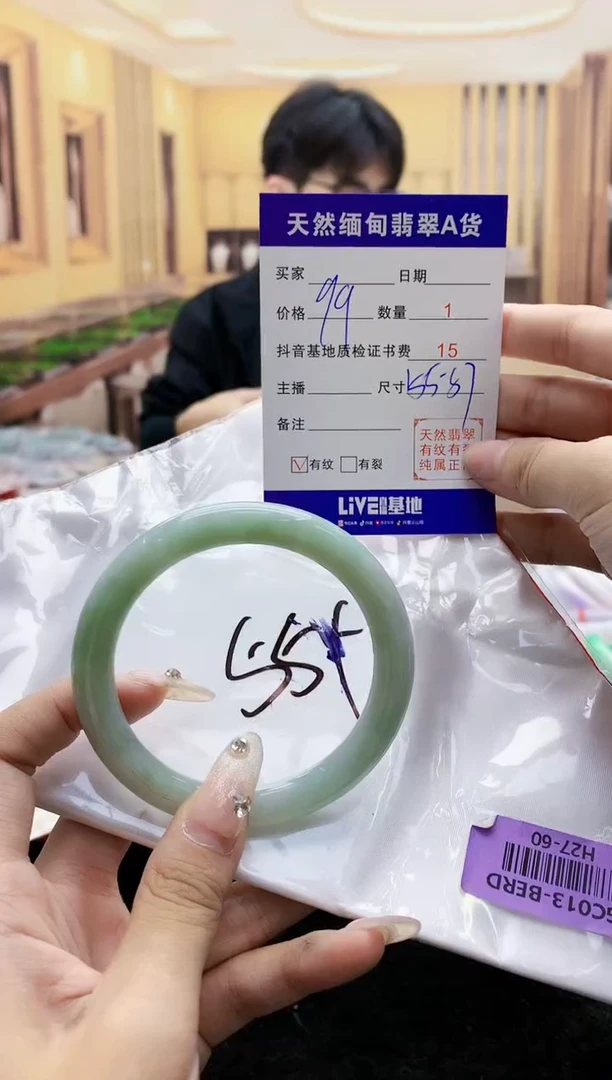 天然缅甸翡翠A货
买家 日期
价格 99 数量 1
抖音基地质检证书费 15
主播 尺寸 55-57
备注
天然翡翠
有纹有裂
纯属正
☑有纹 ☐有裂
LiVE 基地
55
GC013-BERD
H27-60